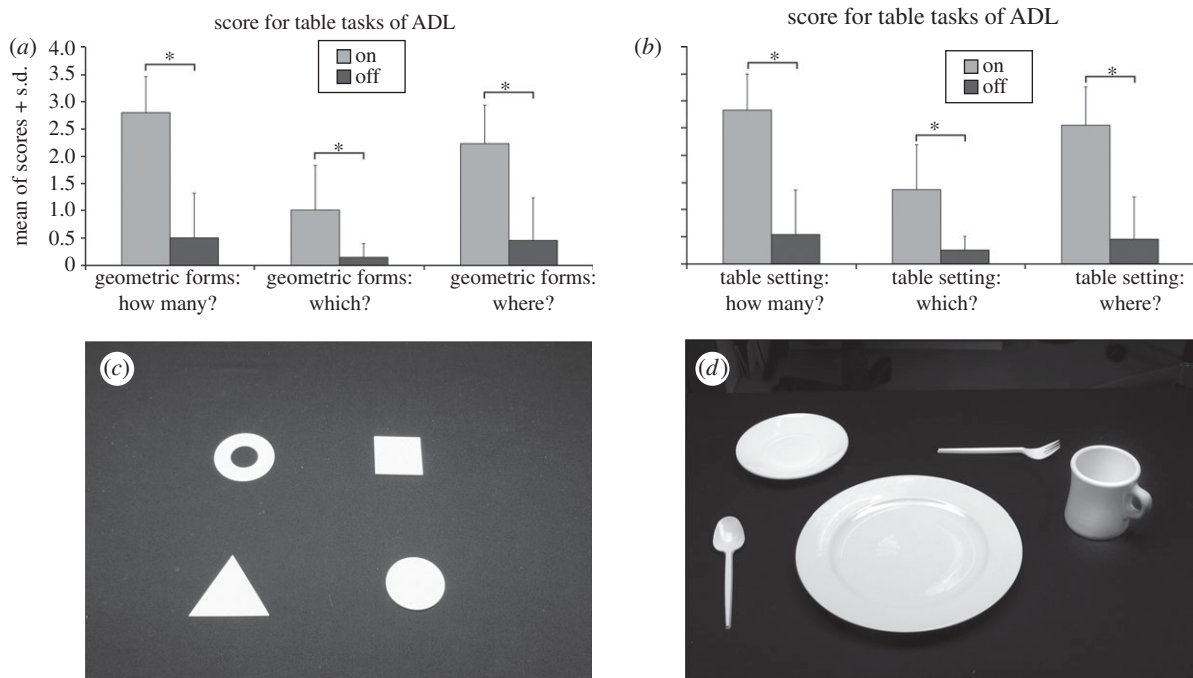 score for table tasks of ADL
(a)
mean of scores + s.d.
4.0
3.5
3.0
2.5
2.0
1.5
1.0
0.5
0
on
off
*
*
*
geometric forms:
how many?
geometric forms:
which?
geometric forms:
where?
score for table tasks of ADL
(b)
on
off
*
*
*
table setting:
how many?
table setting:
which?
table setting:
where?
(c)
(d)